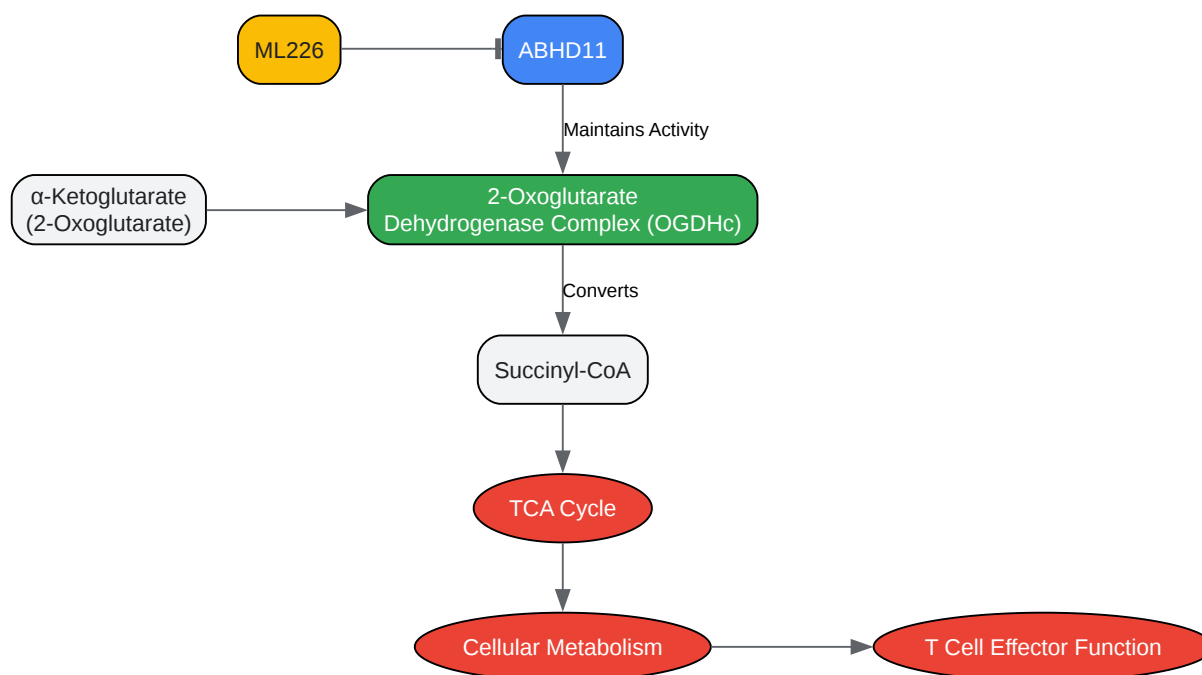 ML226
ABHD11
Maintains Activity
α-Ketoglutarate
(2-Oxoglutarate)
2-Oxoglutarate
Dehydrogenase Complex (OGDHc)
Converts
Succinyl-CoA
TCA Cycle
Cellular Metabolism
T Cell Effector Function